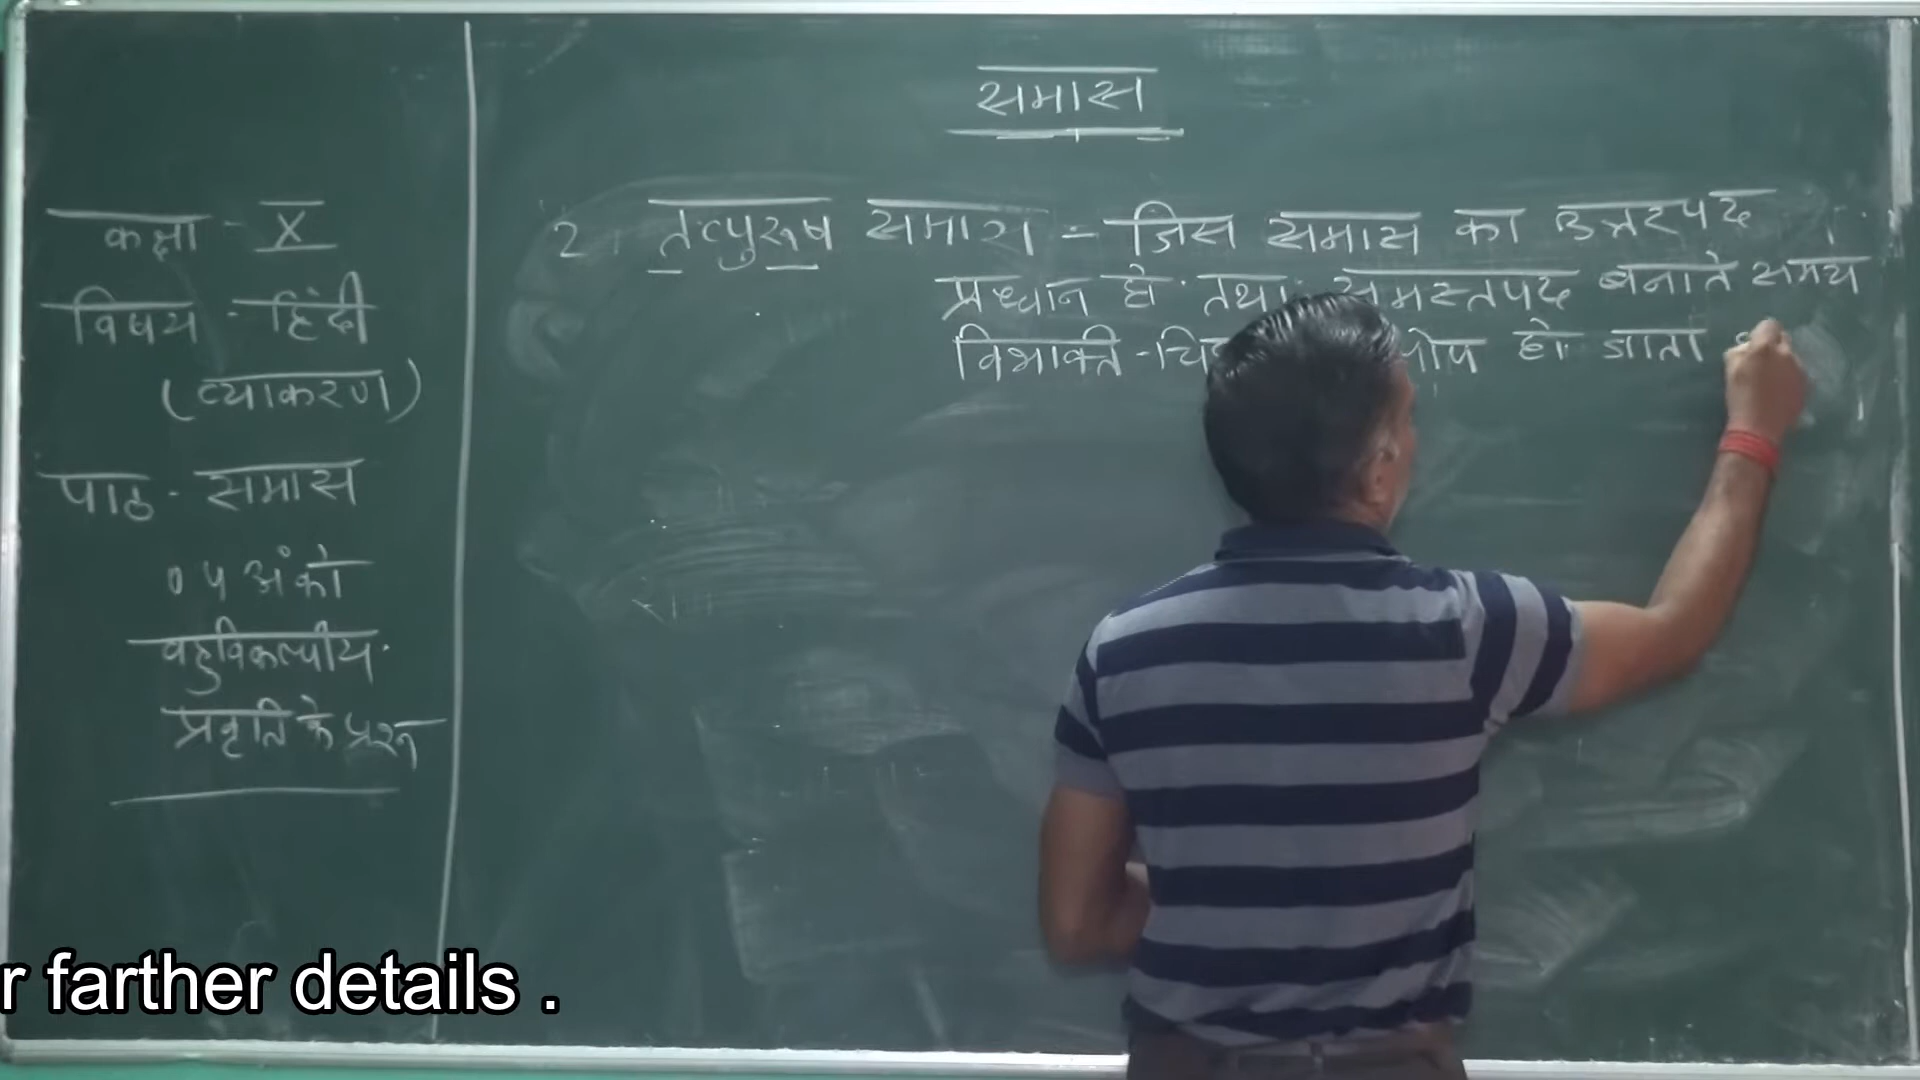 समास
कक्षा - X
विषय - हिंदी
(व्याकरण)
पाठ - समास
०५ अंको
बहुविकल्पीय
प्रकृति के प्रश्न
2. तत्पुरुष समास - जिस समास का उत्तरपद
प्रधान हो तथा समस्तपद बनाते समय
विभक्ति - हो जाता
r farther details .